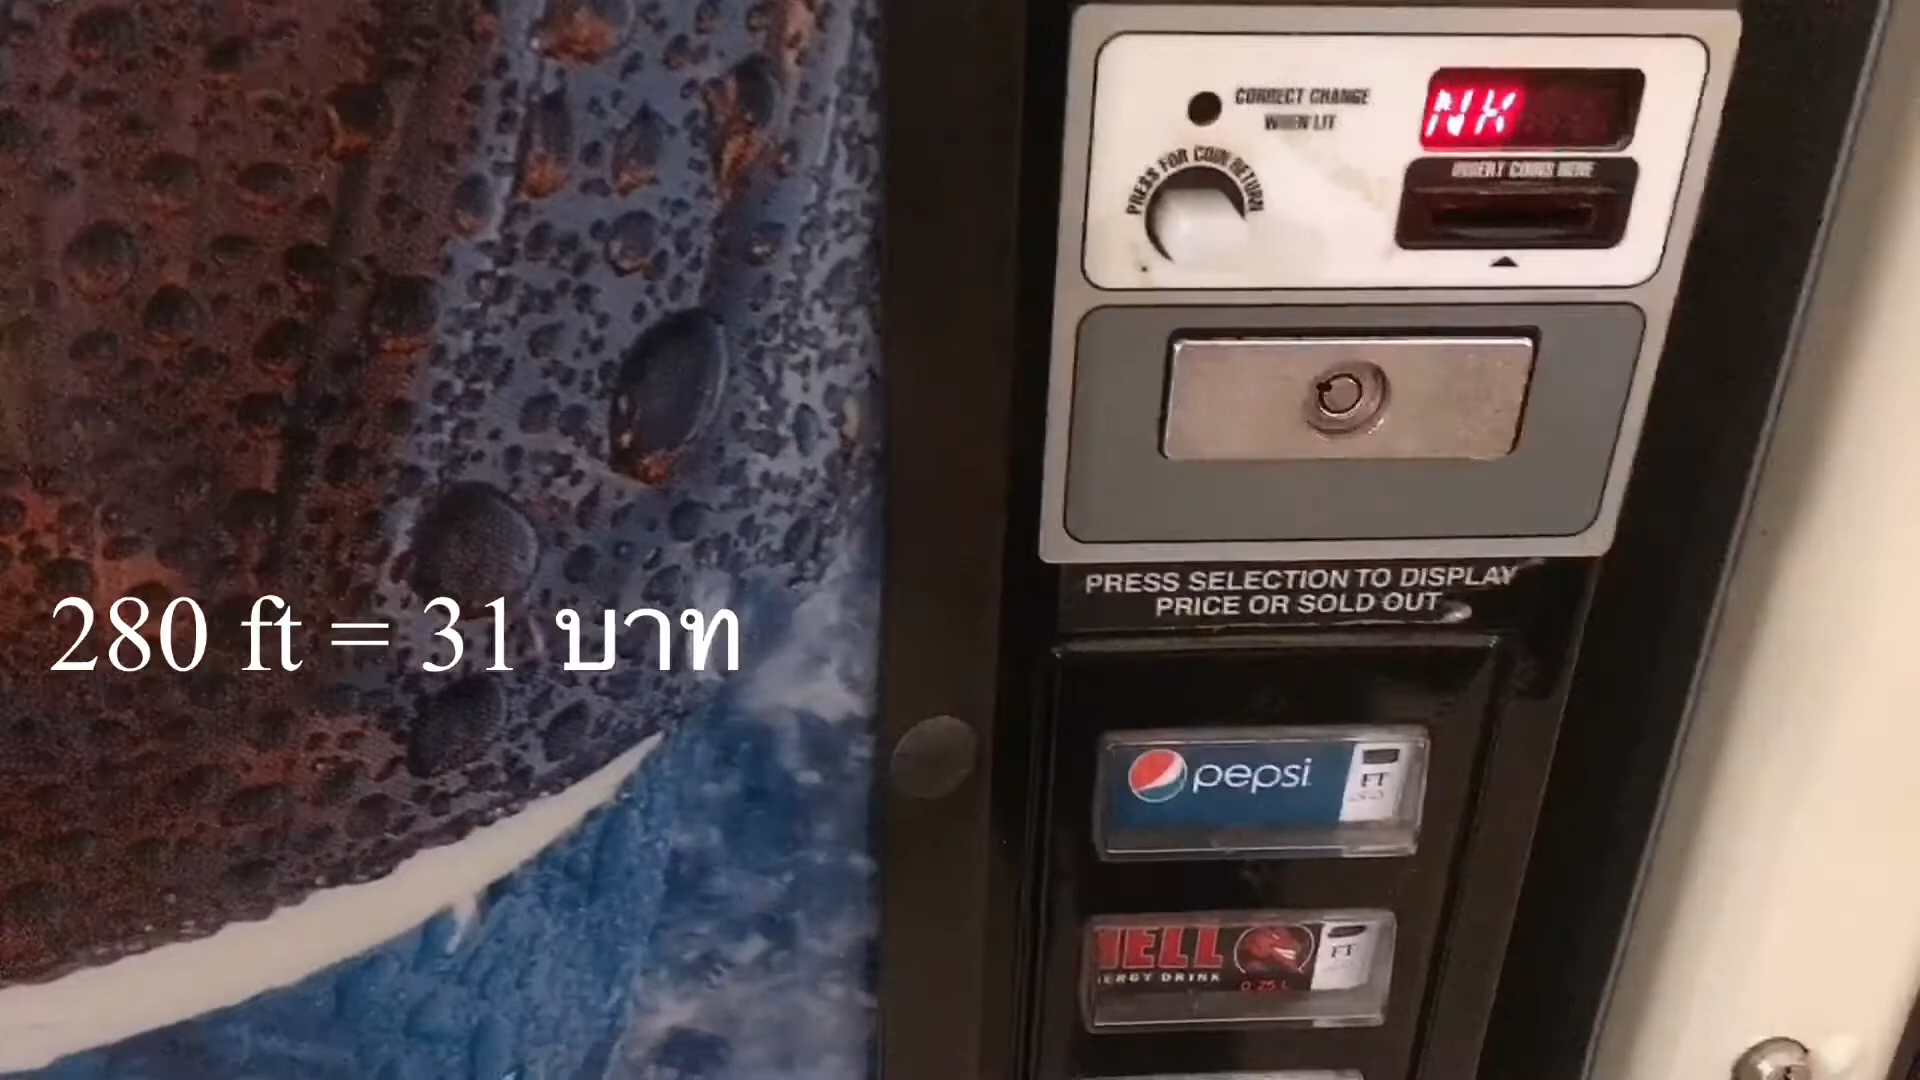 CORRECT CHANGE
WHEN LIT
PRESS FOR COIN RETURN
INSERT COINS HERE
PRESS SELECTION TO DISPLAY
PRICE OR SOLD OUT
280 ft = 31 บาท
pepsi
FT
HELL
ENERGY DRINK
0.25 L
FT